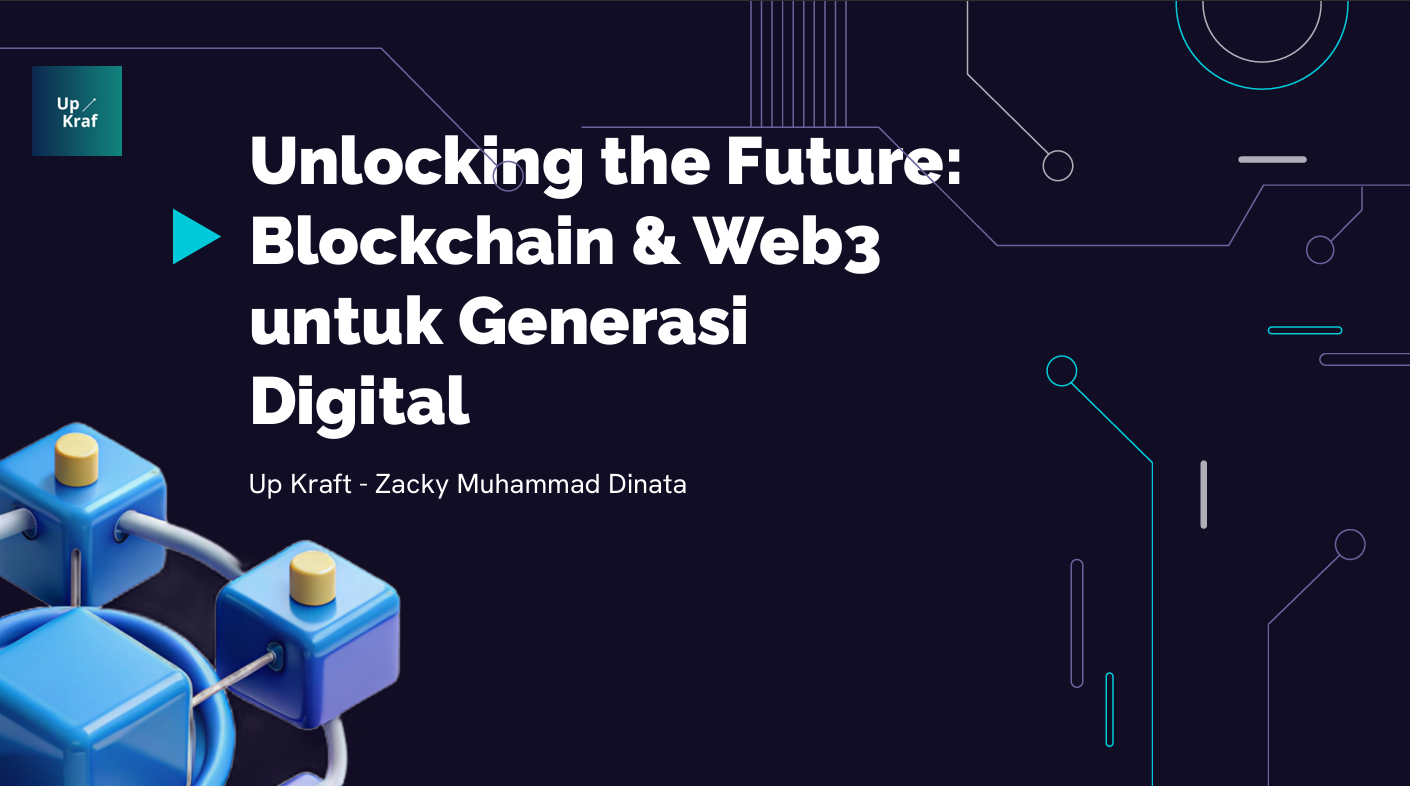 Up
Kraf
Unlocking the Future:
Blockchain & Web3
untuk Generasi
Digital
Up Kraft - Zacky Muhammad Dinata